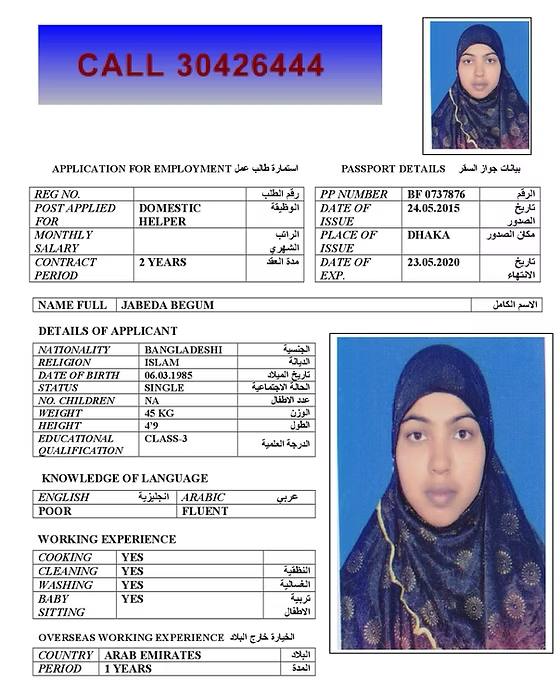 CALL 30426444
APPLICATION FOR EMPLOYMENT استمارة طالب عمل
PASSPORT DETAILS بيانات جواز السفر
REG NO. رقم الطلب
POST APPLIED FOR DOMESTIC HELPER الوظيفة
MONTHLY SALARY الراتب الشهري
CONTRACT PERIOD 2 YEARS مدة العقد
PP NUMBER BF 0737876 الرقم
DATE OF ISSUE 24.05.2015 تاريخ الصدور
PLACE OF ISSUE DHAKA مكان الصدور
DATE OF EXP. 23.05.2020 تاريخ الانتهاء
NAME FULL JABEDA BEGUM الاسم الكامل
DETAILS OF APPLICANT
NATIONALITY BANGLADESHI الجنسية
RELIGION ISLAM الديانة
DATE OF BIRTH 06.03.1985 تاريخ الميلاد
STATUS SINGLE الحالة الاجتماعية
NO. CHILDREN NA عدد الاطفال
WEIGHT 45 KG الوزن
HEIGHT 4'9 الطول
EDUCATIONAL QUALIFICATION CLASS-3 الدرجة العلمية
KNOWLEDGE OF LANGUAGE
ENGLISH انجليزية ARABIC عربي
POOR FLUENT
WORKING EXPERIENCE
COOKING YES
CLEANING YES
WASHING YES
BABY SITTING YES تربية الاطفال
OVERSEAS WORKING EXPERIENCE خارج البلاد
COUNTRY ARAB EMIRATES البلاد
PERIOD 1 YEARS المدة